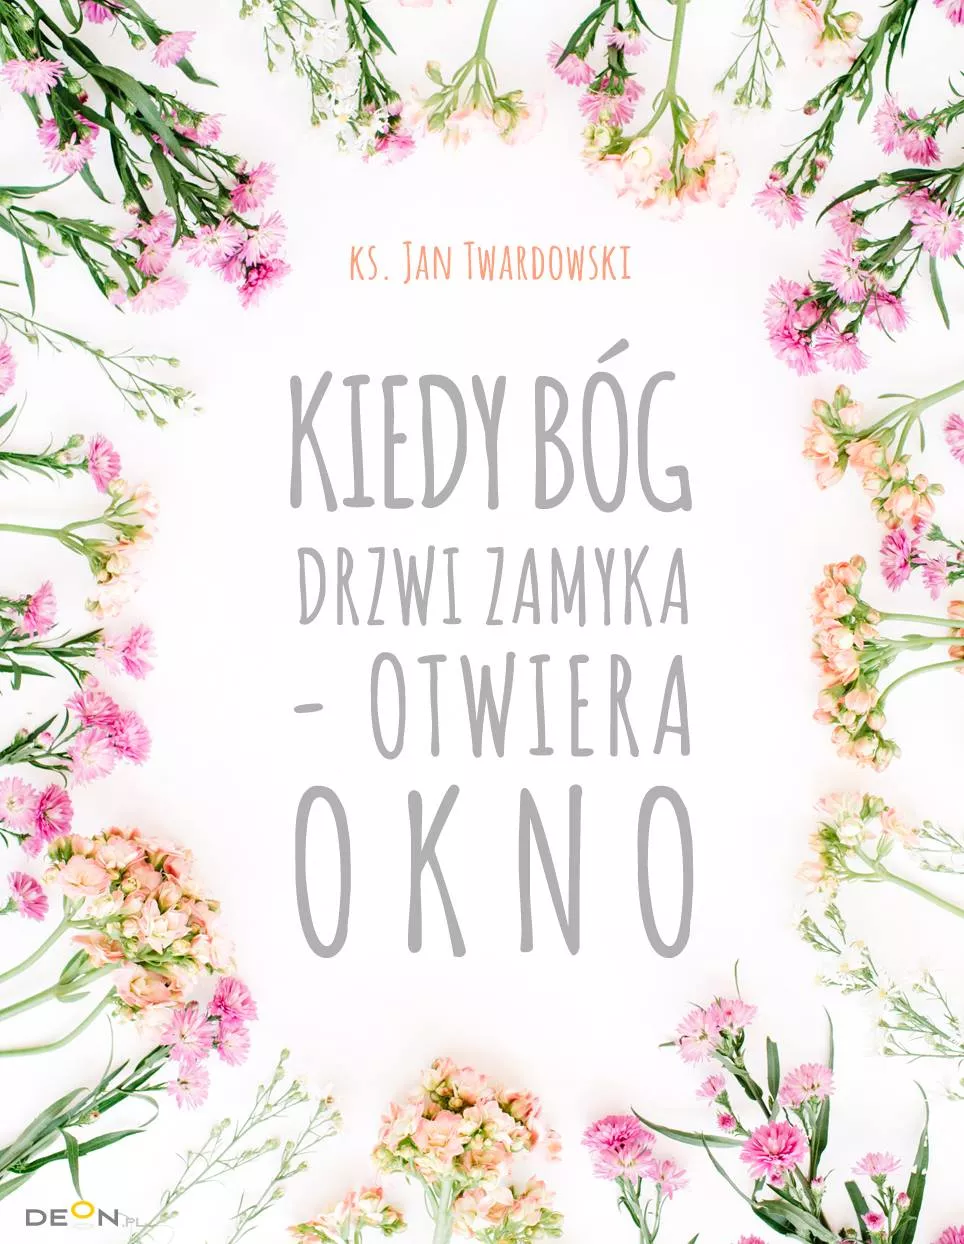 ks. Jan Twardowski
KIEDY BÓG
DRZWI ZAMYKA
- OTWIERA
OKNO
DEON.PL